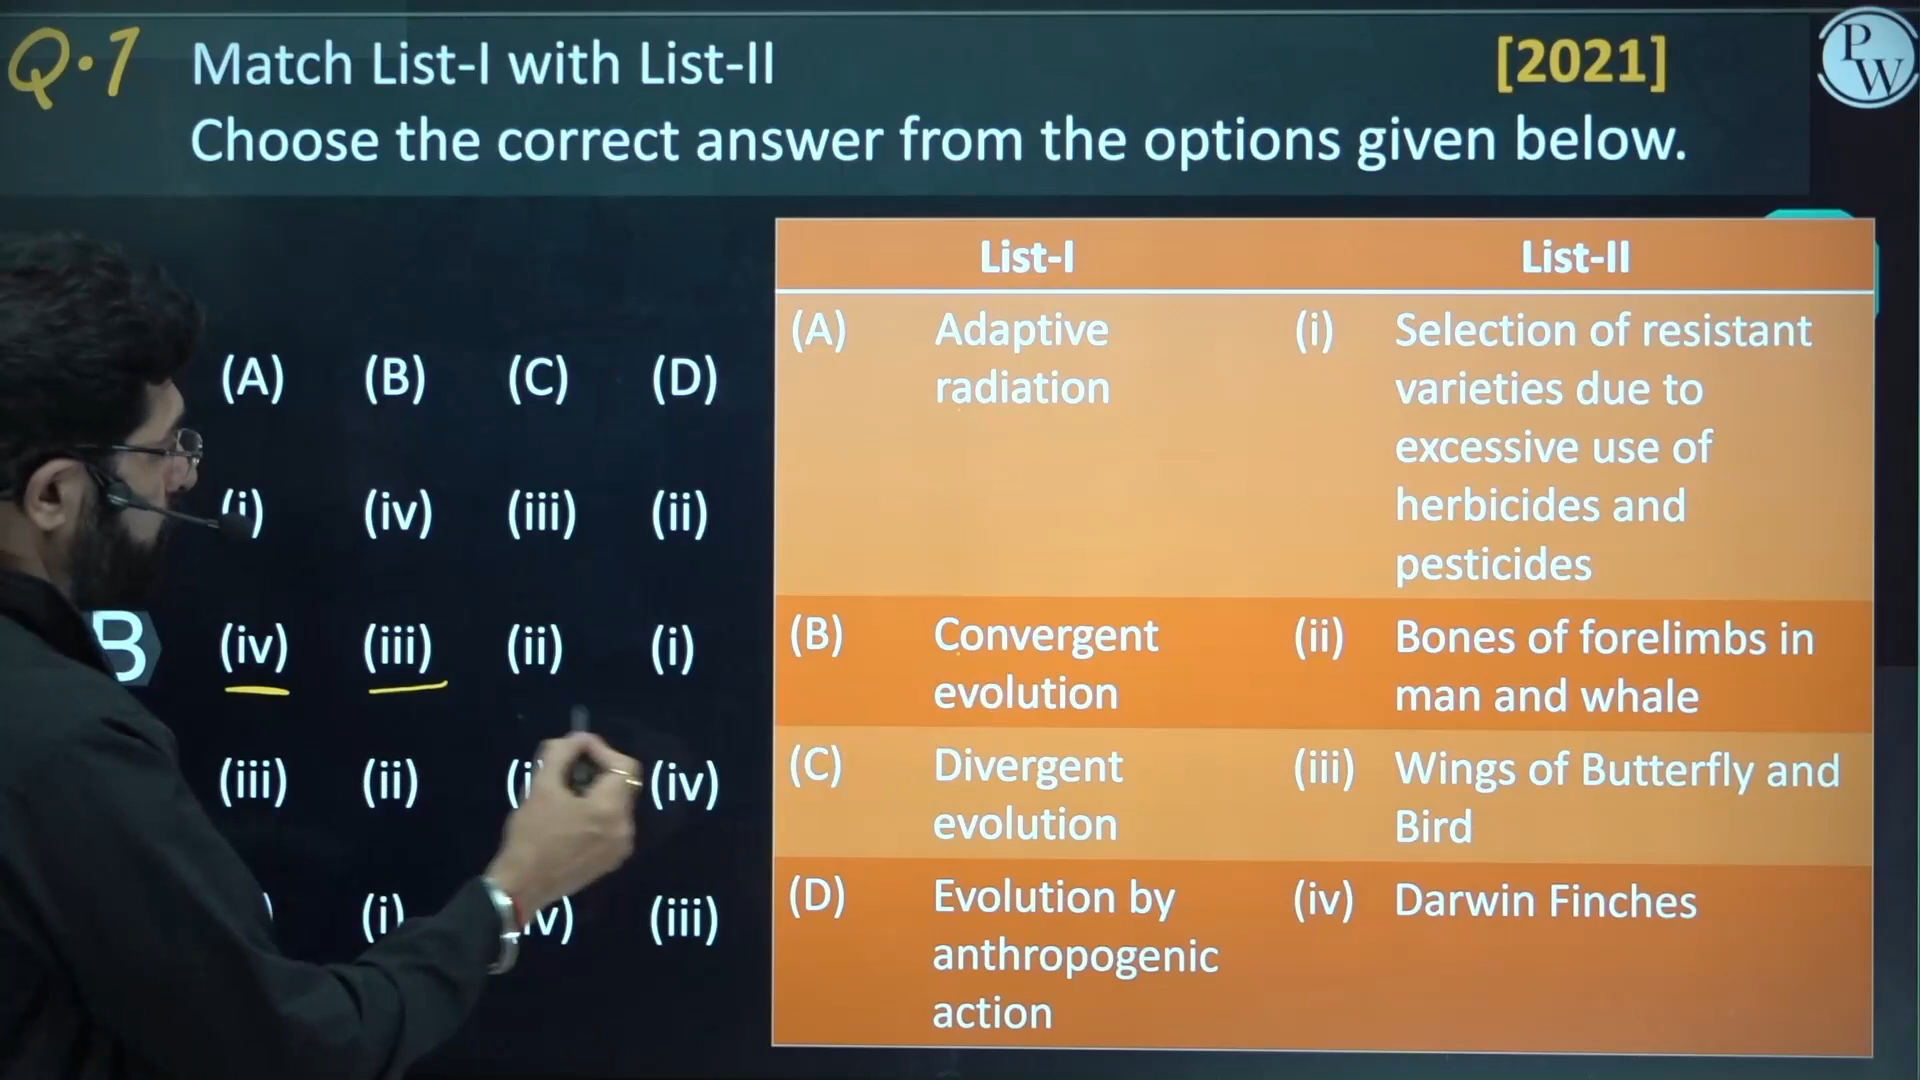 Q.1
Match List-I with List-II
[2021]
Choose the correct answer from the options given below.
PW
(A) (B) (C) (D)
(i) (iv) (iii) (ii)
B (iv) (iii) (ii) (i)
(iii) (ii) (iv)
(i) (iii)
List-I List-II
(A) Adaptive radiation
(i) Selection of resistant
varieties due to
excessive use of
herbicides and
pesticides
(B) Convergent
evolution
(ii) Bones of forelimbs in
man and whale
(C) Divergent
evolution
(iii) Wings of Butterfly and
Bird
(D) Evolution by
anthropogenic
action
(iv) Darwin Finches